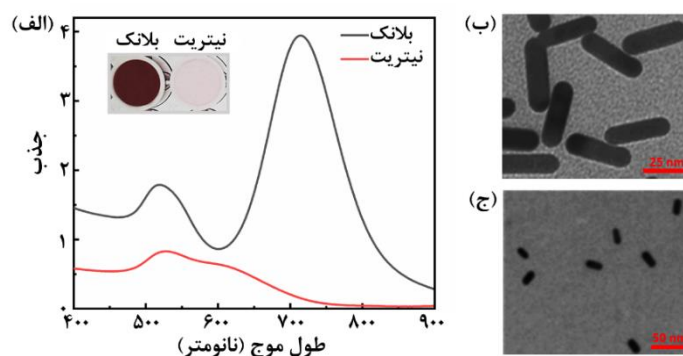 (الف)
بلانک نیتریت
بلانک
نیتریت
جذب
۴
۳
۲
۱
۰
۴۰۰ ۵۰۰ ۶۰۰ ۷۰۰ ۸۰۰ ۹۰۰
طول موج (نانومتر)
(ب)
25 nm
(ج)
50 nm